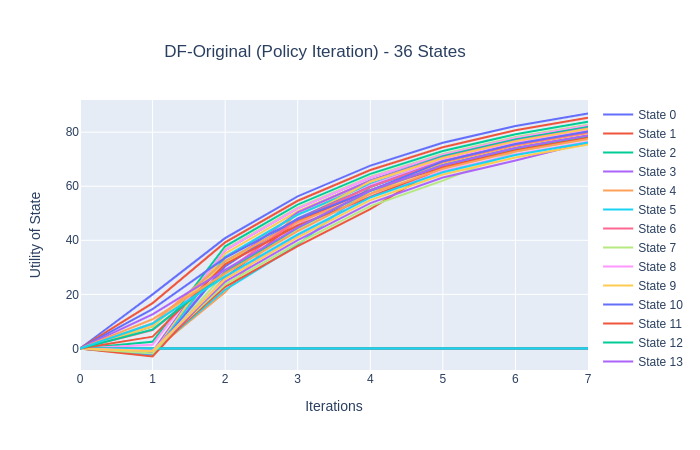 DF-Original (Policy Iteration) - 36 States
Utility of State
80
60
40
20
0
0 1 2 3 4 5 6 7
Iterations
State 0
State 1
State 2
State 3
State 4
State 5
State 6
State 7
State 8
State 9
State 10
State 11
State 12
State 13